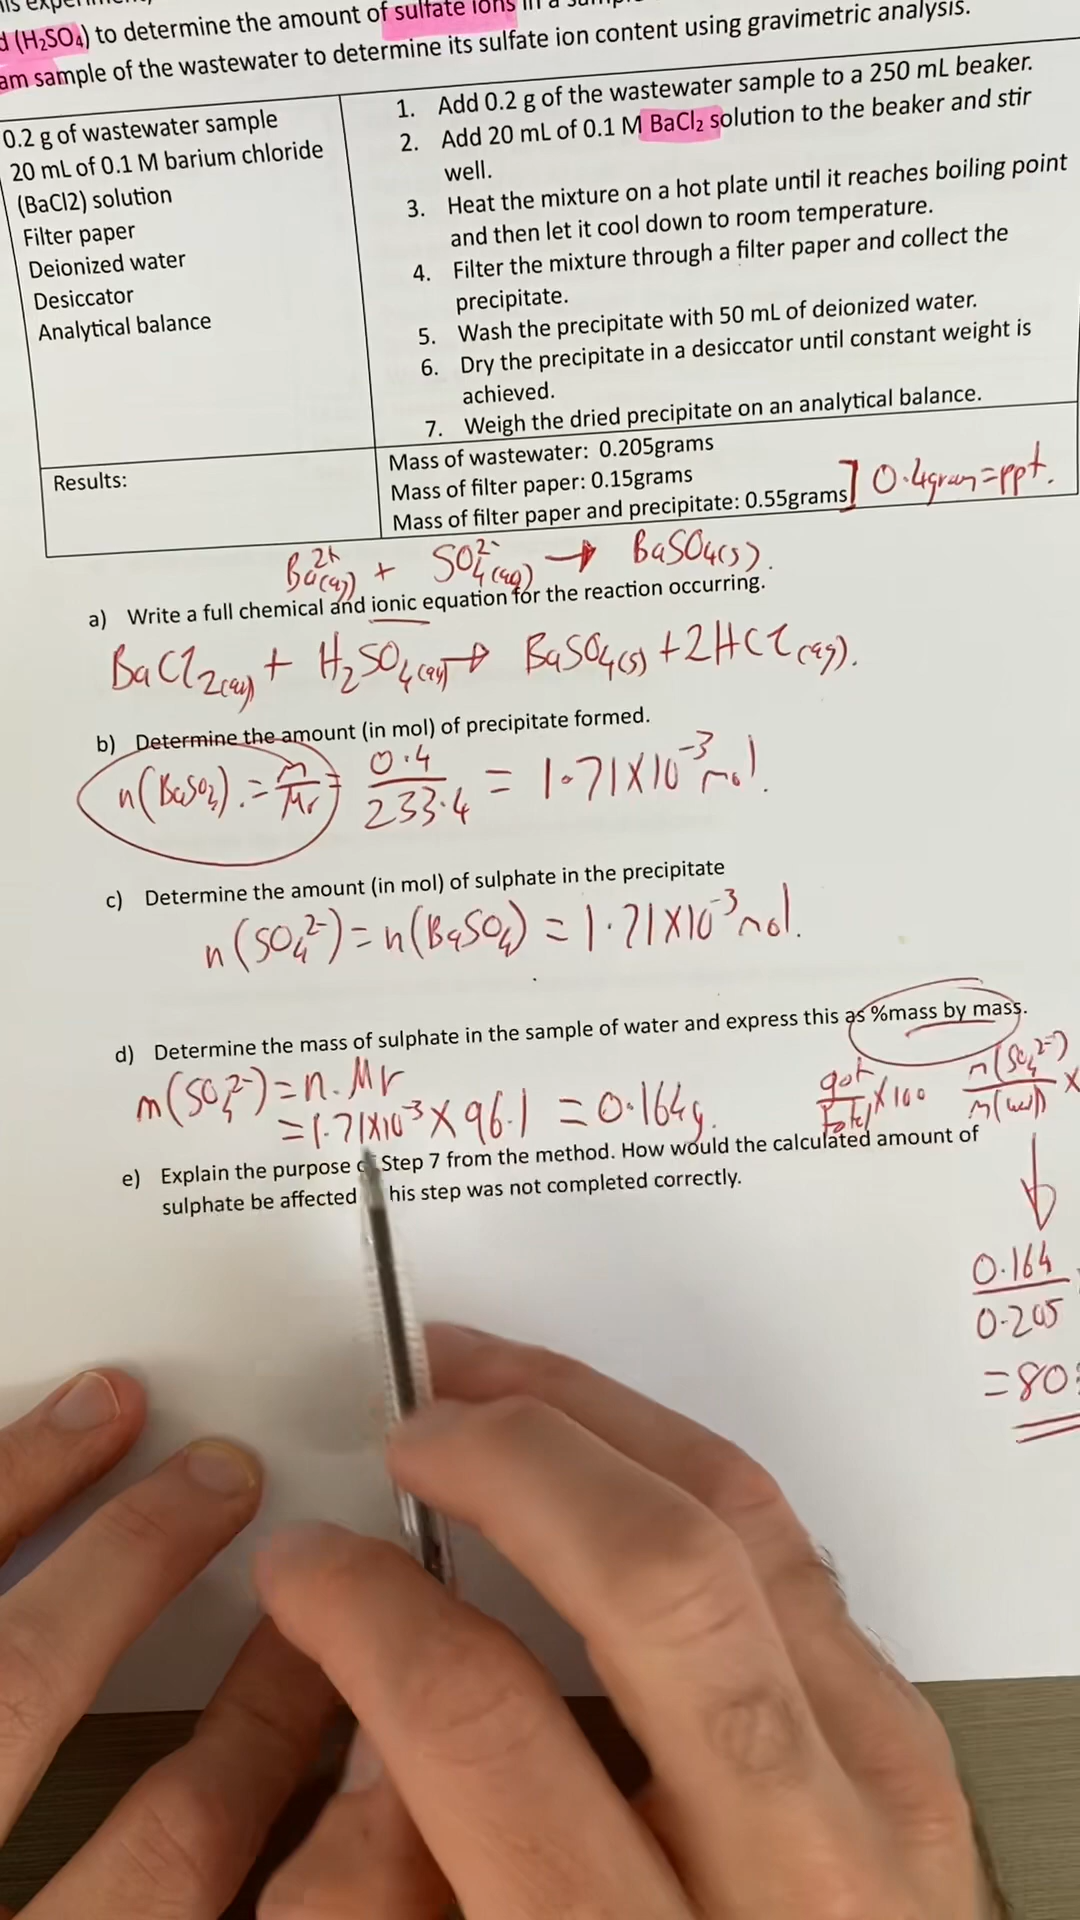 d (H₂SO₄) to determine the amount of sulfate ions in a
am sample of the wastewater to determine its sulfate ion content using gravimetric analysis.
0.2 g of wastewater sample
20 mL of 0.1 M barium chloride
(BaCl2) solution
Filter paper
Deionized water
Desiccator
Analytical balance
1. Add 0.2 g of the wastewater sample to a 250 mL beaker.
2. Add 20 mL of 0.1 M BaCl₂ solution to the beaker and stir
well.
3. Heat the mixture on a hot plate until it reaches boiling point
and then let it cool down to room temperature.
4. Filter the mixture through a filter paper and collect the
precipitate.
5. Wash the precipitate with 50 mL of deionized water.
6. Dry the precipitate in a desiccator until constant weight is
achieved.
7. Weigh the dried precipitate on an analytical balance.
Results:
Mass of wastewater: 0.205grams
Mass of filter paper: 0.15grams
Mass of filter paper and precipitate: 0.55grams
] 0.4gram=ppt.
Ba²⁺(aq) + SO₄²⁻(aq) → BaSO₄(s).
a) Write a full chemical and ionic equation for the reaction occurring.
BaCl₂(aq) + H₂SO₄(aq) → BaSO₄(s) + 2HCl(aq).
b) Determine the amount (in mol) of precipitate formed.
n(BaSO₄). = m/Mr = 0.4/233.4 = 1.71×10⁻³ mol.
c) Determine the amount (in mol) of sulphate in the precipitate
n(SO₄²⁻) = n(BaSO₄) = 1.71×10⁻³ mol.
d) Determine the mass of sulphate in the sample of water and express this as %mass by mass.
m(SO₄²⁻) = n.Mr
= 1.71×10⁻³ × 96.1 = 0.164g.
got/total × 100
m(SO₄²⁻)/m(ww) ×
e) Explain the purpose Step 7 from the method. How would the calculated amount of
sulphate be affected his step was not completed correctly.
0.164
0.205
= 80